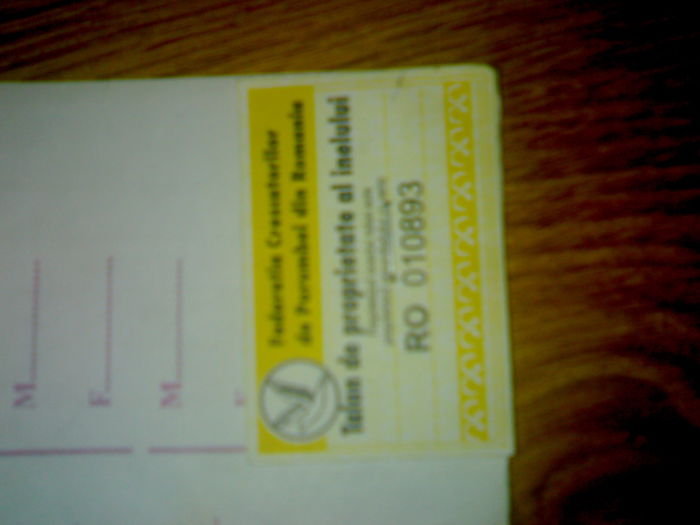 Federatia Crescatorilor
de Porumbei din Romania
Talon de proprietate al inelului
RO 010893
M
F
M
F